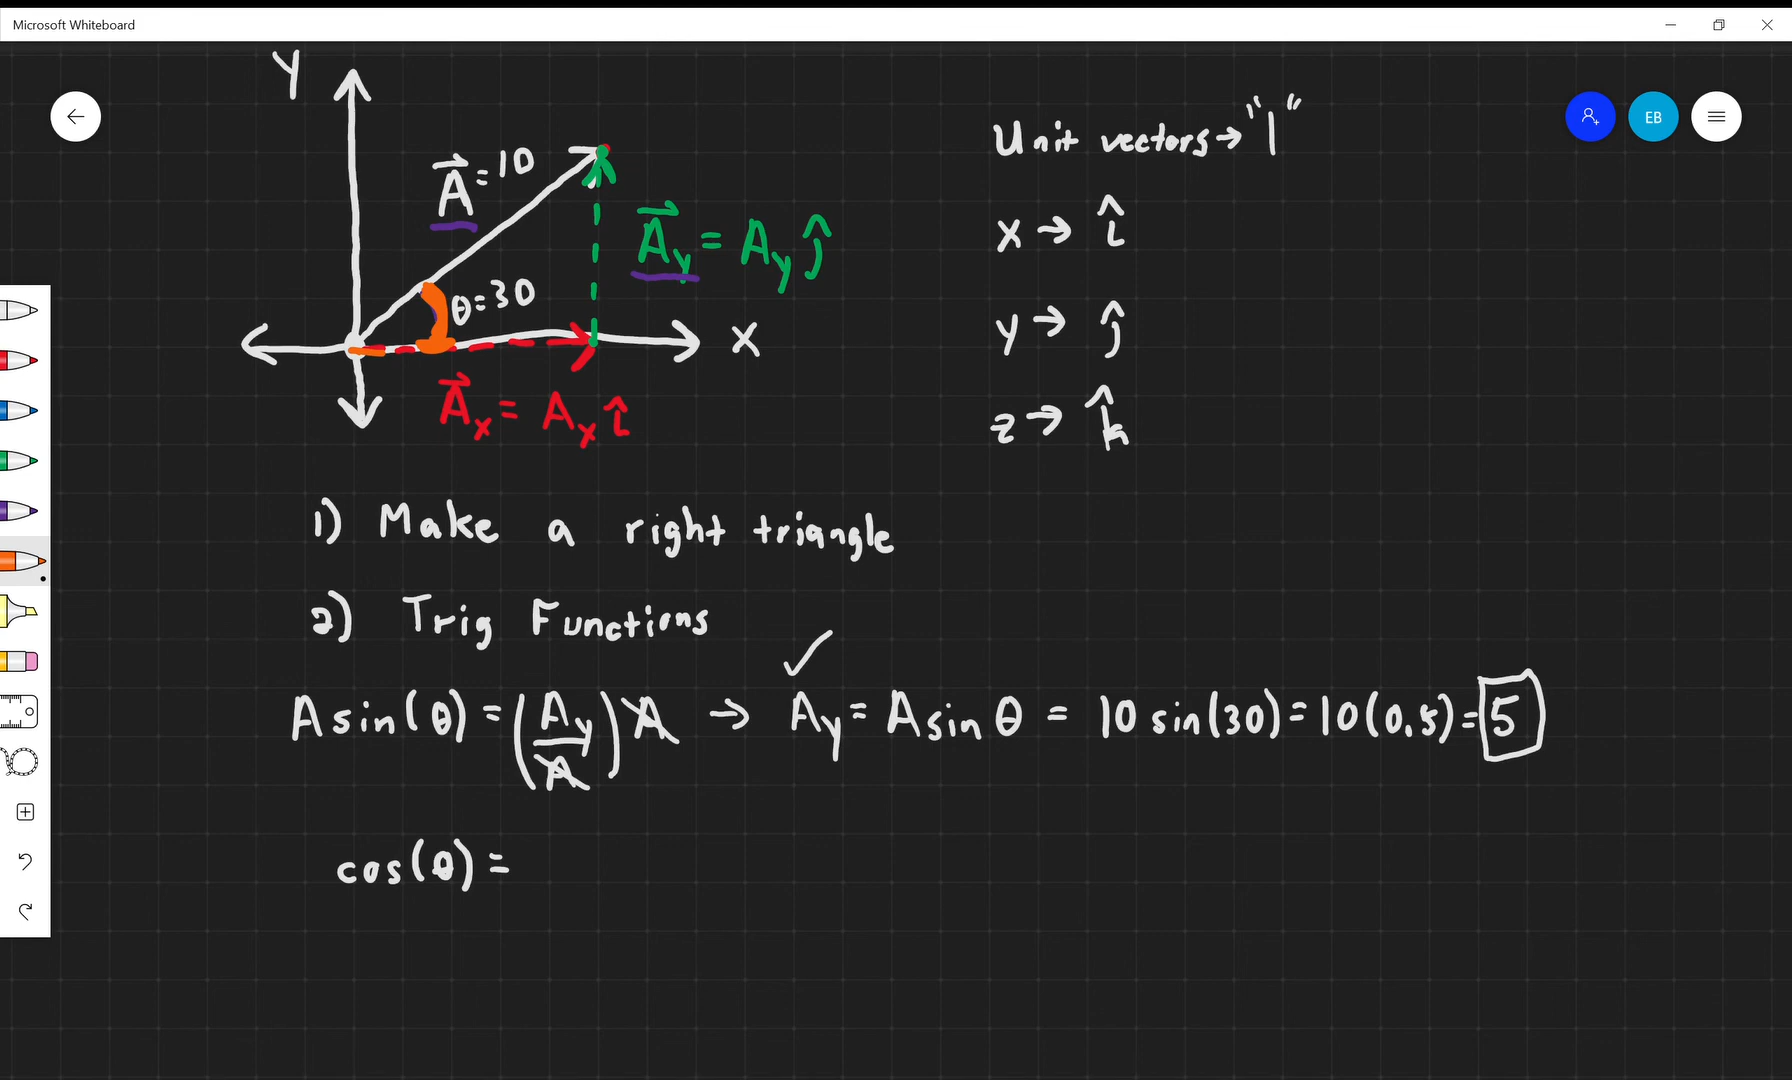 Microsoft Whiteboard
Y
Unit vectors → "1"
EB
A⃗ = 10
A⃗y = Ay ĵ
x → î
θ = 30
y → ĵ
X
A⃗x = Ax î
z → k̂
1) Make a right triangle
2) Trig Functions
✓
A sin(θ) = (Ay/A) A → Ay = A sin θ = 10 sin(30) = 10(0.5) = 5
cos(θ) =